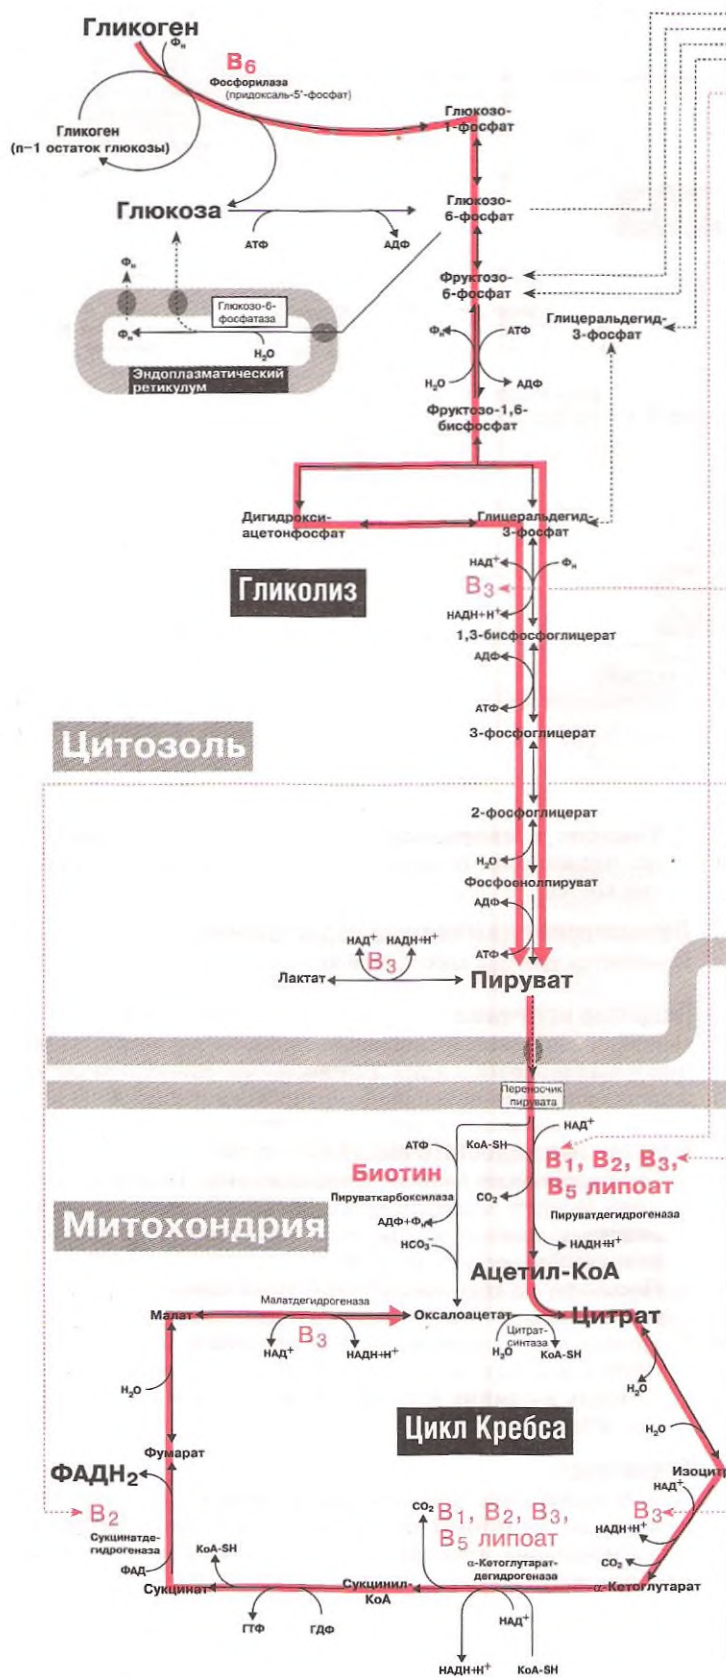 Гликоген
Фн
B6
Фосфорилаза
(придоксаль-5'-фосфат)
Глюкозо-
1-фосфат
Гликоген
(n−1 остаток глюкозы)
Глюкоза
АТФ
АДФ
Глюкозо-
6-фосфат
Фн
Фруктозо-
6-фосфат
Глюкозо-6-
фосфатаза
Фн
H2O
Эндоплазматический
ретикулум
Глицеральдегид-
3-фосфат
Фн
АТФ
H2O
АДФ
Фруктозо-1,6-
бисфосфат
Дигидрокси-
ацетонфосфат
Глицеральдегид-
3-фосфат
Гликолиз
НАД+
Фн
B3
НАДН+Н+
1,3-бисфосфоглицерат
АДФ
АТФ
3-фосфоглицерат
Цитозоль
2-фосфоглицерат
H2O
Фосфоенолпируват
АДФ
АТФ
НАД+
НАДН+Н+
B3
Лактат
Пируват
Переносчик
пирувата
АТФ
КоА-SH
НАД+
Биотин
Пируваткарбоксилаза
CO2
B1, B2, B3,
B5 липоат
Пируватдегидрогеназа
АДФ+Фн
НАДН+Н+
Митохондрия
HCO3−
Ацетил-КоА
Малат
Малатдегидрогеназа
Оксалоацетат
Цитрат
B3
НАД+
НАДН+Н+
Цитрат-
синтаза
H2O
КоА-SH
H2O
H2O
H2O
Цикл Кребса
Фумарат
ФАДН2
Изоцитр
НАД+
B2
Сукцинатде-
гидрогеназа
ФАД
CO2
B1, B2, B3,
B5 липоат
B3
НАДН+Н+
КоА-SH
α-Кетоглутарат-
дегидрогеназа
CO2
Сукцинат
Сукцинил-
КоА
α-Кетоглутарат
ГТФ
ГДФ
НАД+
НАДН+Н+
КоА-SH